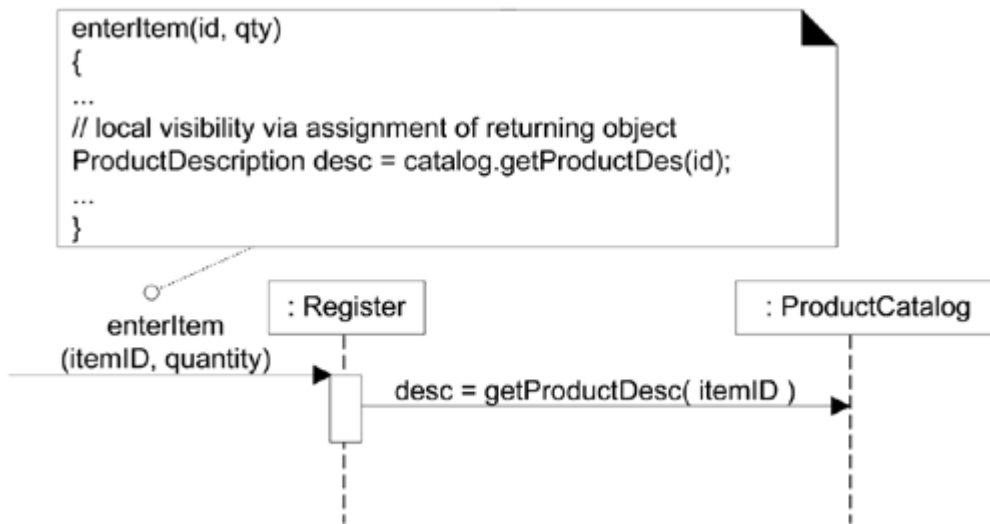 enterItem(id, qty)
{
...
// local visibility via assignment of returning object
ProductDescription desc = catalog.getProductDes(id);
...
}
: Register
: ProductCatalog
enterItem
(itemID, quantity)
desc = getProductDesc( itemID )